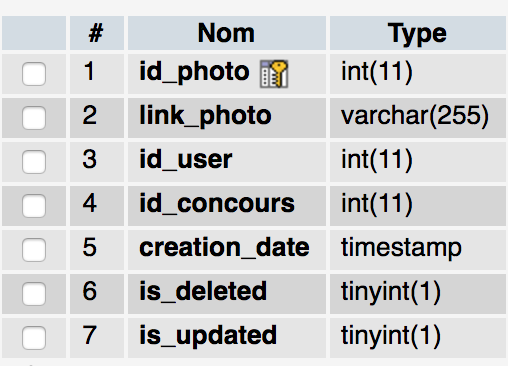 # Nom Type
1 id_photo int(11)
2 link_photo varchar(255)
3 id_user int(11)
4 id_concours int(11)
5 creation_date timestamp
6 is_deleted tinyint(1)
7 is_updated tinyint(1)